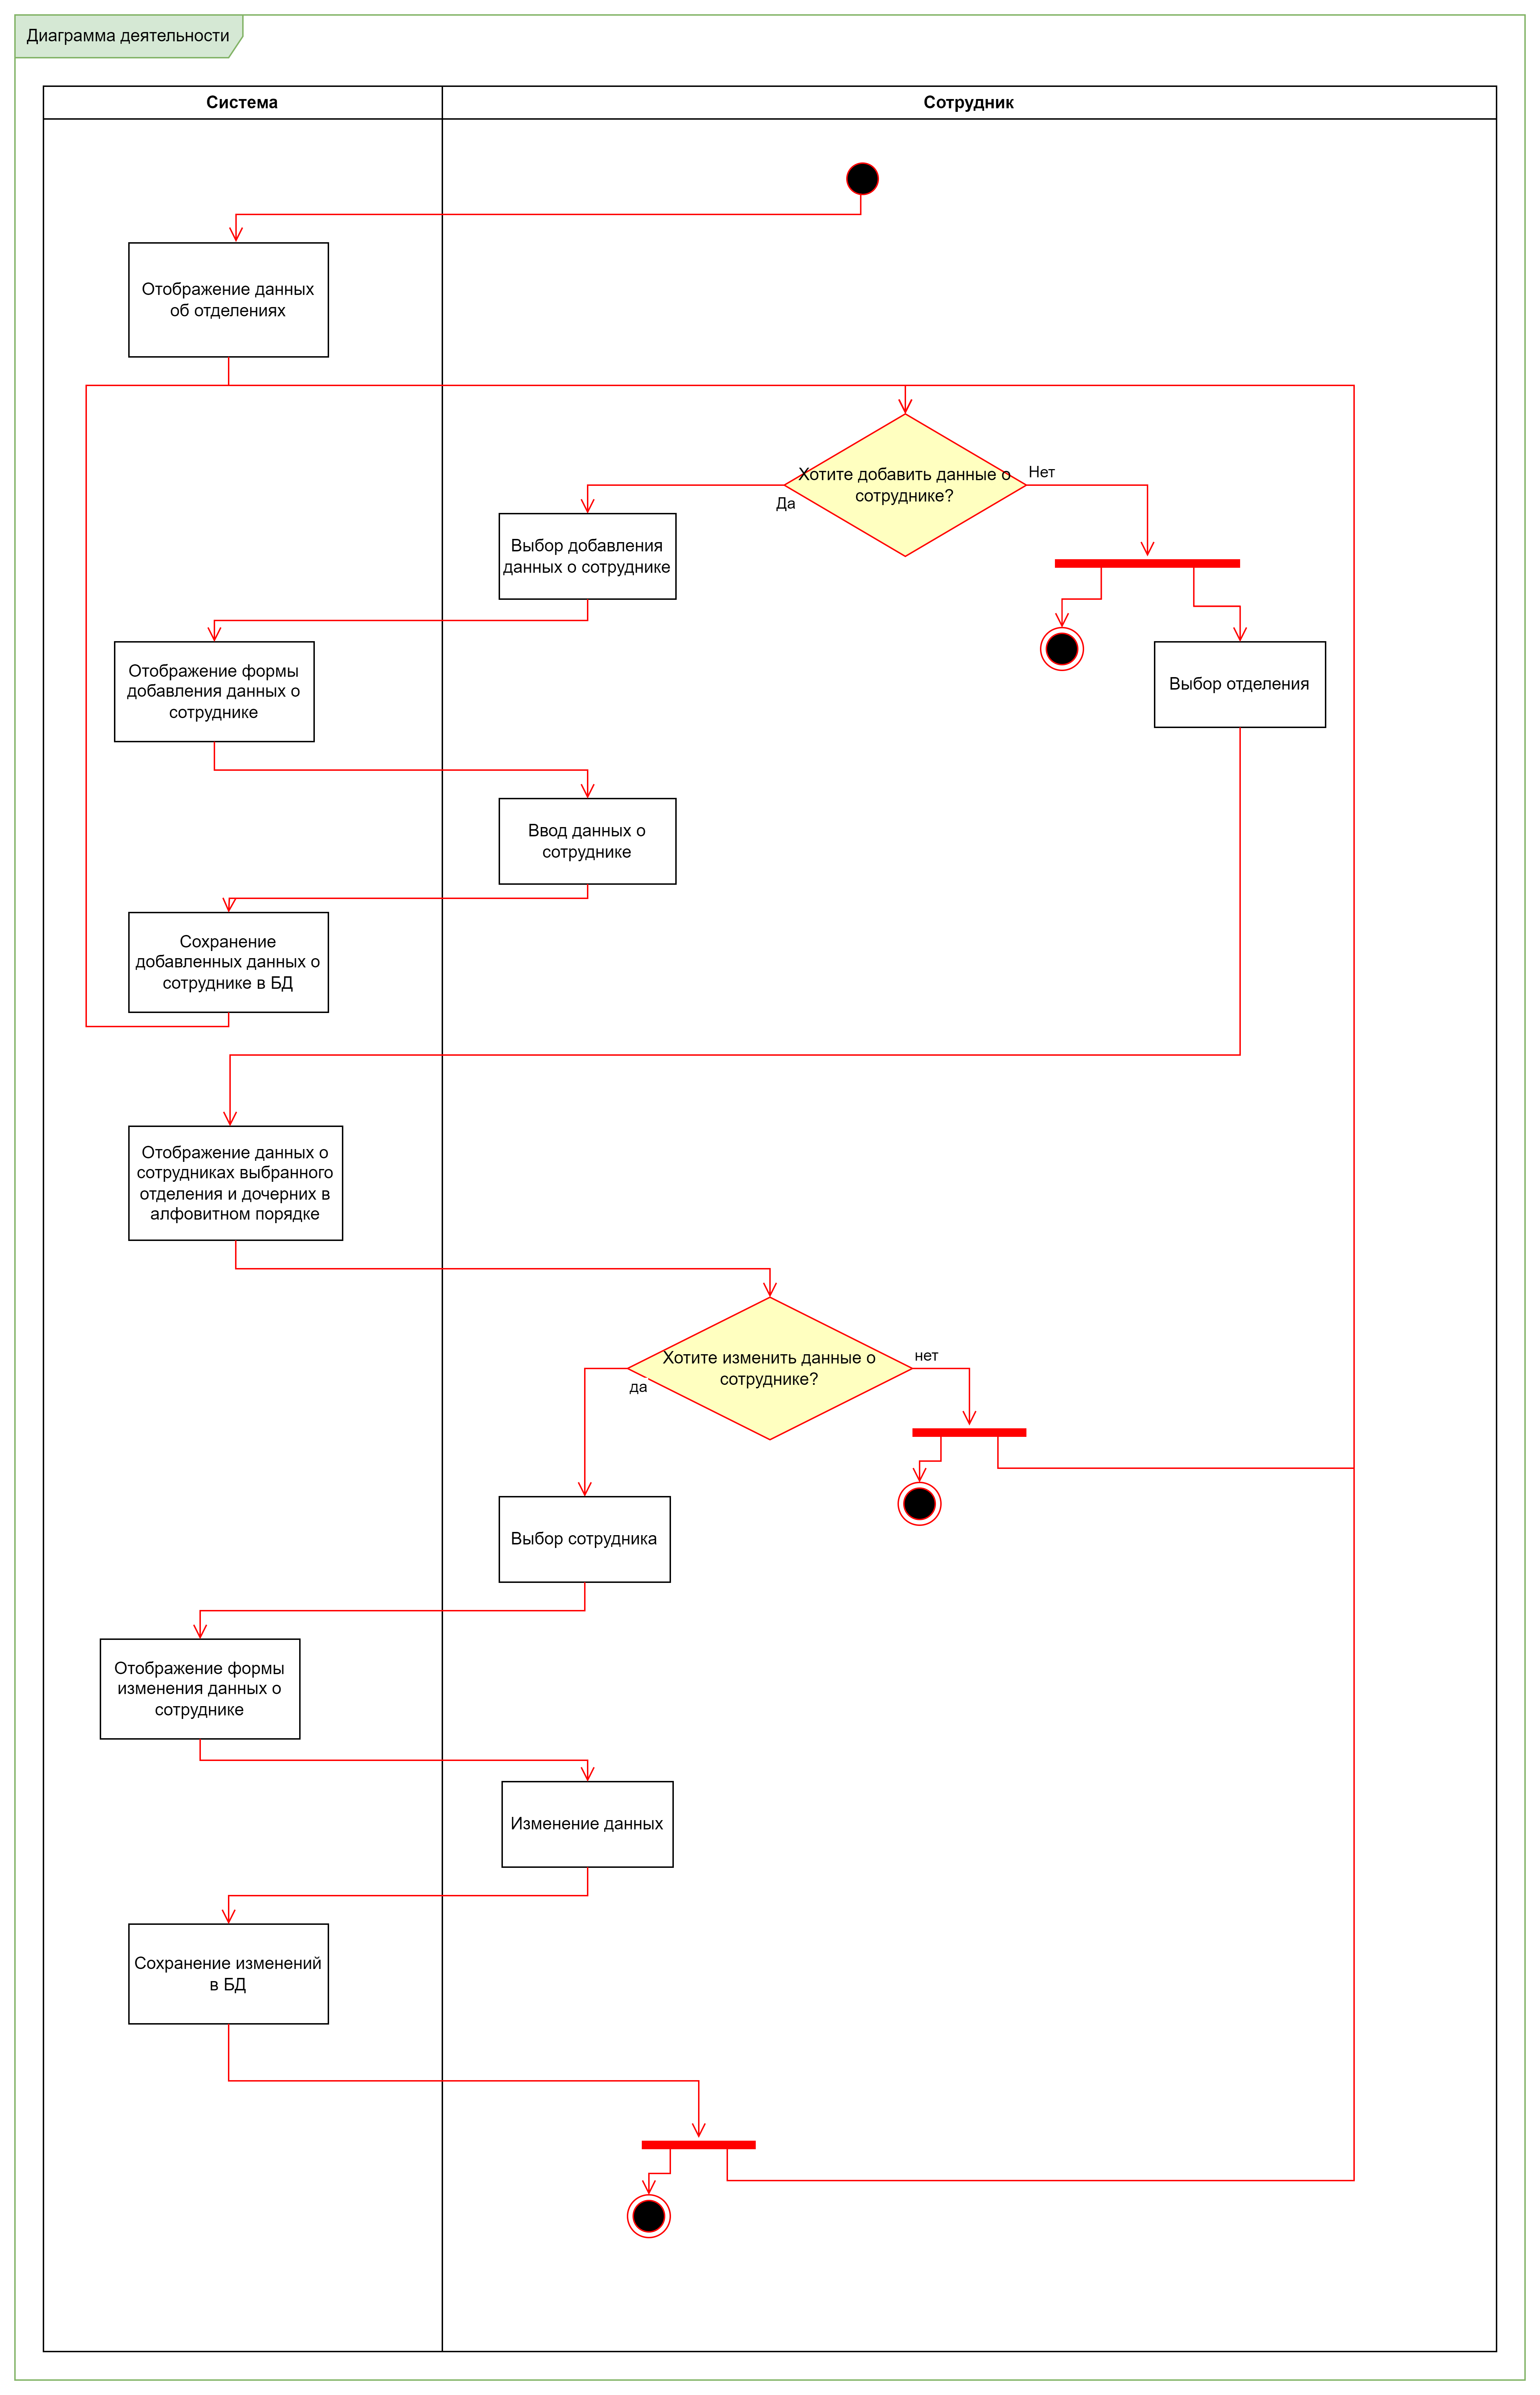 Диаграмма деятельности
Система
Сотрудник
Отображение данных
об отделениях
Хотите добавить данные о
сотруднике?
Да
Нет
Выбор добавления
данных о сотруднике
Отображение формы
добавления данных о
сотруднике
Выбор отделения
Ввод данных о
сотруднике
Сохранение
добавленных данных о
сотруднике в БД
Отображение данных о
сотрудниках выбранного
отделения и дочерних в
алфовитном порядке
Хотите изменить данные о
сотруднике?
да
нет
Выбор сотрудника
Отображение формы
изменения данных о
сотруднике
Изменение данных
Сохранение изменений
в БД